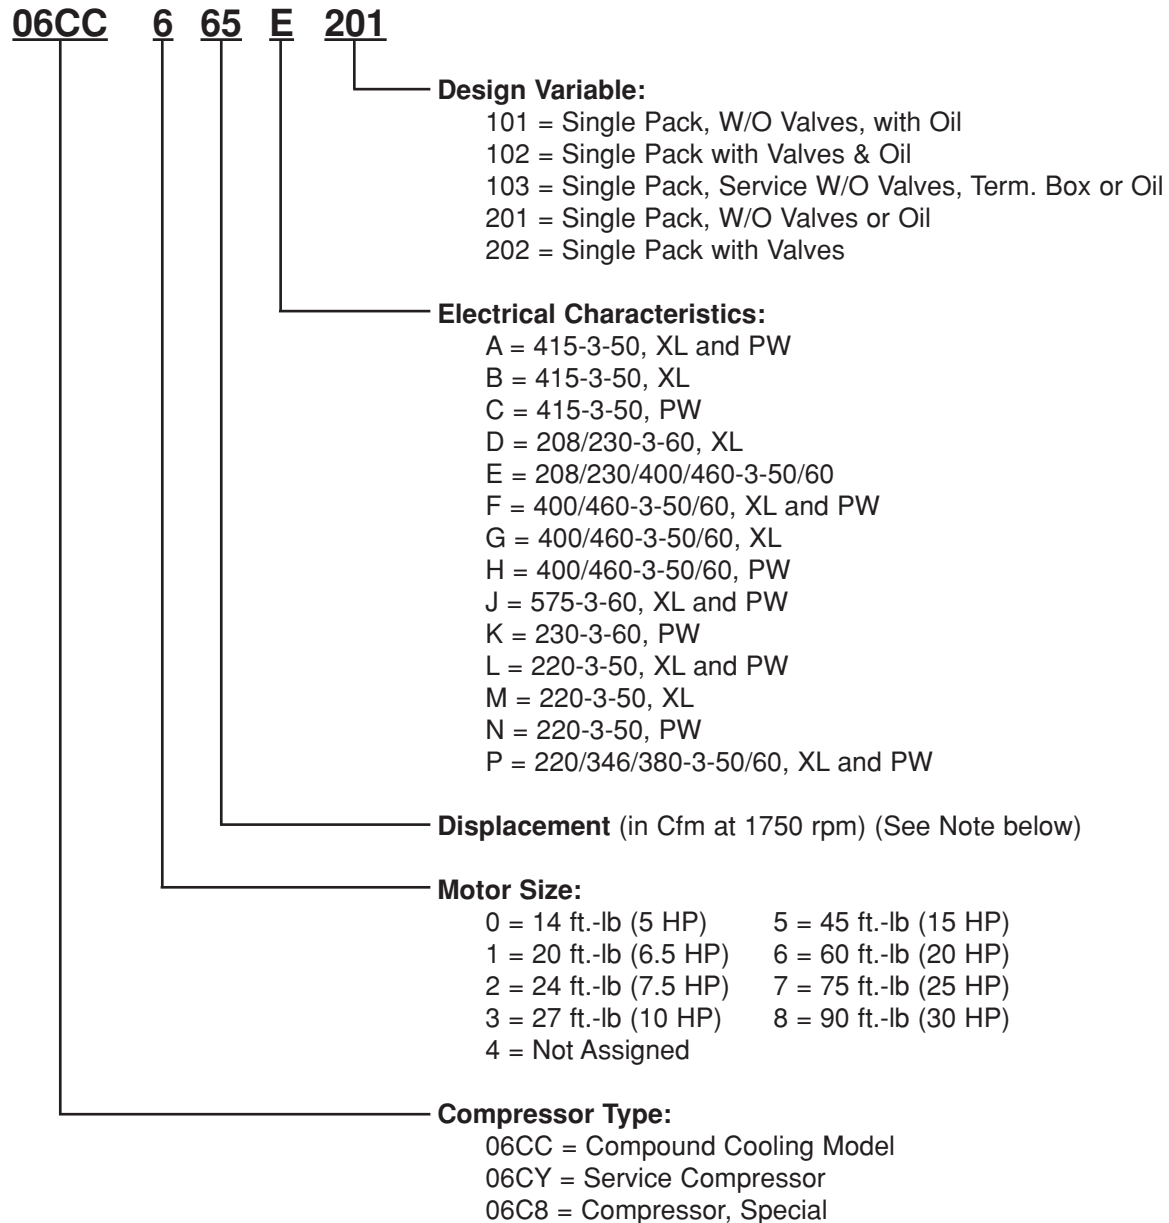 06CC 6 65 E 201
Design Variable:
101 = Single Pack, W/O Valves, with Oil
102 = Single Pack with Valves & Oil
103 = Single Pack, Service W/O Valves, Term. Box or Oil
201 = Single Pack, W/O Valves or Oil
202 = Single Pack with Valves
Electrical Characteristics:
A = 415-3-50, XL and PW
B = 415-3-50, XL
C = 415-3-50, PW
D = 208/230-3-60, XL
E = 208/230/400/460-3-50/60
F = 400/460-3-50/60, XL and PW
G = 400/460-3-50/60, XL
H = 400/460-3-50/60, PW
J = 575-3-60, XL and PW
K = 230-3-60, PW
L = 220-3-50, XL and PW
M = 220-3-50, XL
N = 220-3-50, PW
P = 220/346/380-3-50/60, XL and PW
Displacement (in Cfm at 1750 rpm) (See Note below)
Motor Size:
0 = 14 ft.-lb (5 HP) 5 = 45 ft.-lb (15 HP)
1 = 20 ft.-lb (6.5 HP) 6 = 60 ft.-lb (20 HP)
2 = 24 ft.-lb (7.5 HP) 7 = 75 ft.-lb (25 HP)
3 = 27 ft.-lb (10 HP) 8 = 90 ft.-lb (30 HP)
4 = Not Assigned
Compressor Type:
06CC = Compound Cooling Model
06CY = Service Compressor
06C8 = Compressor, Special